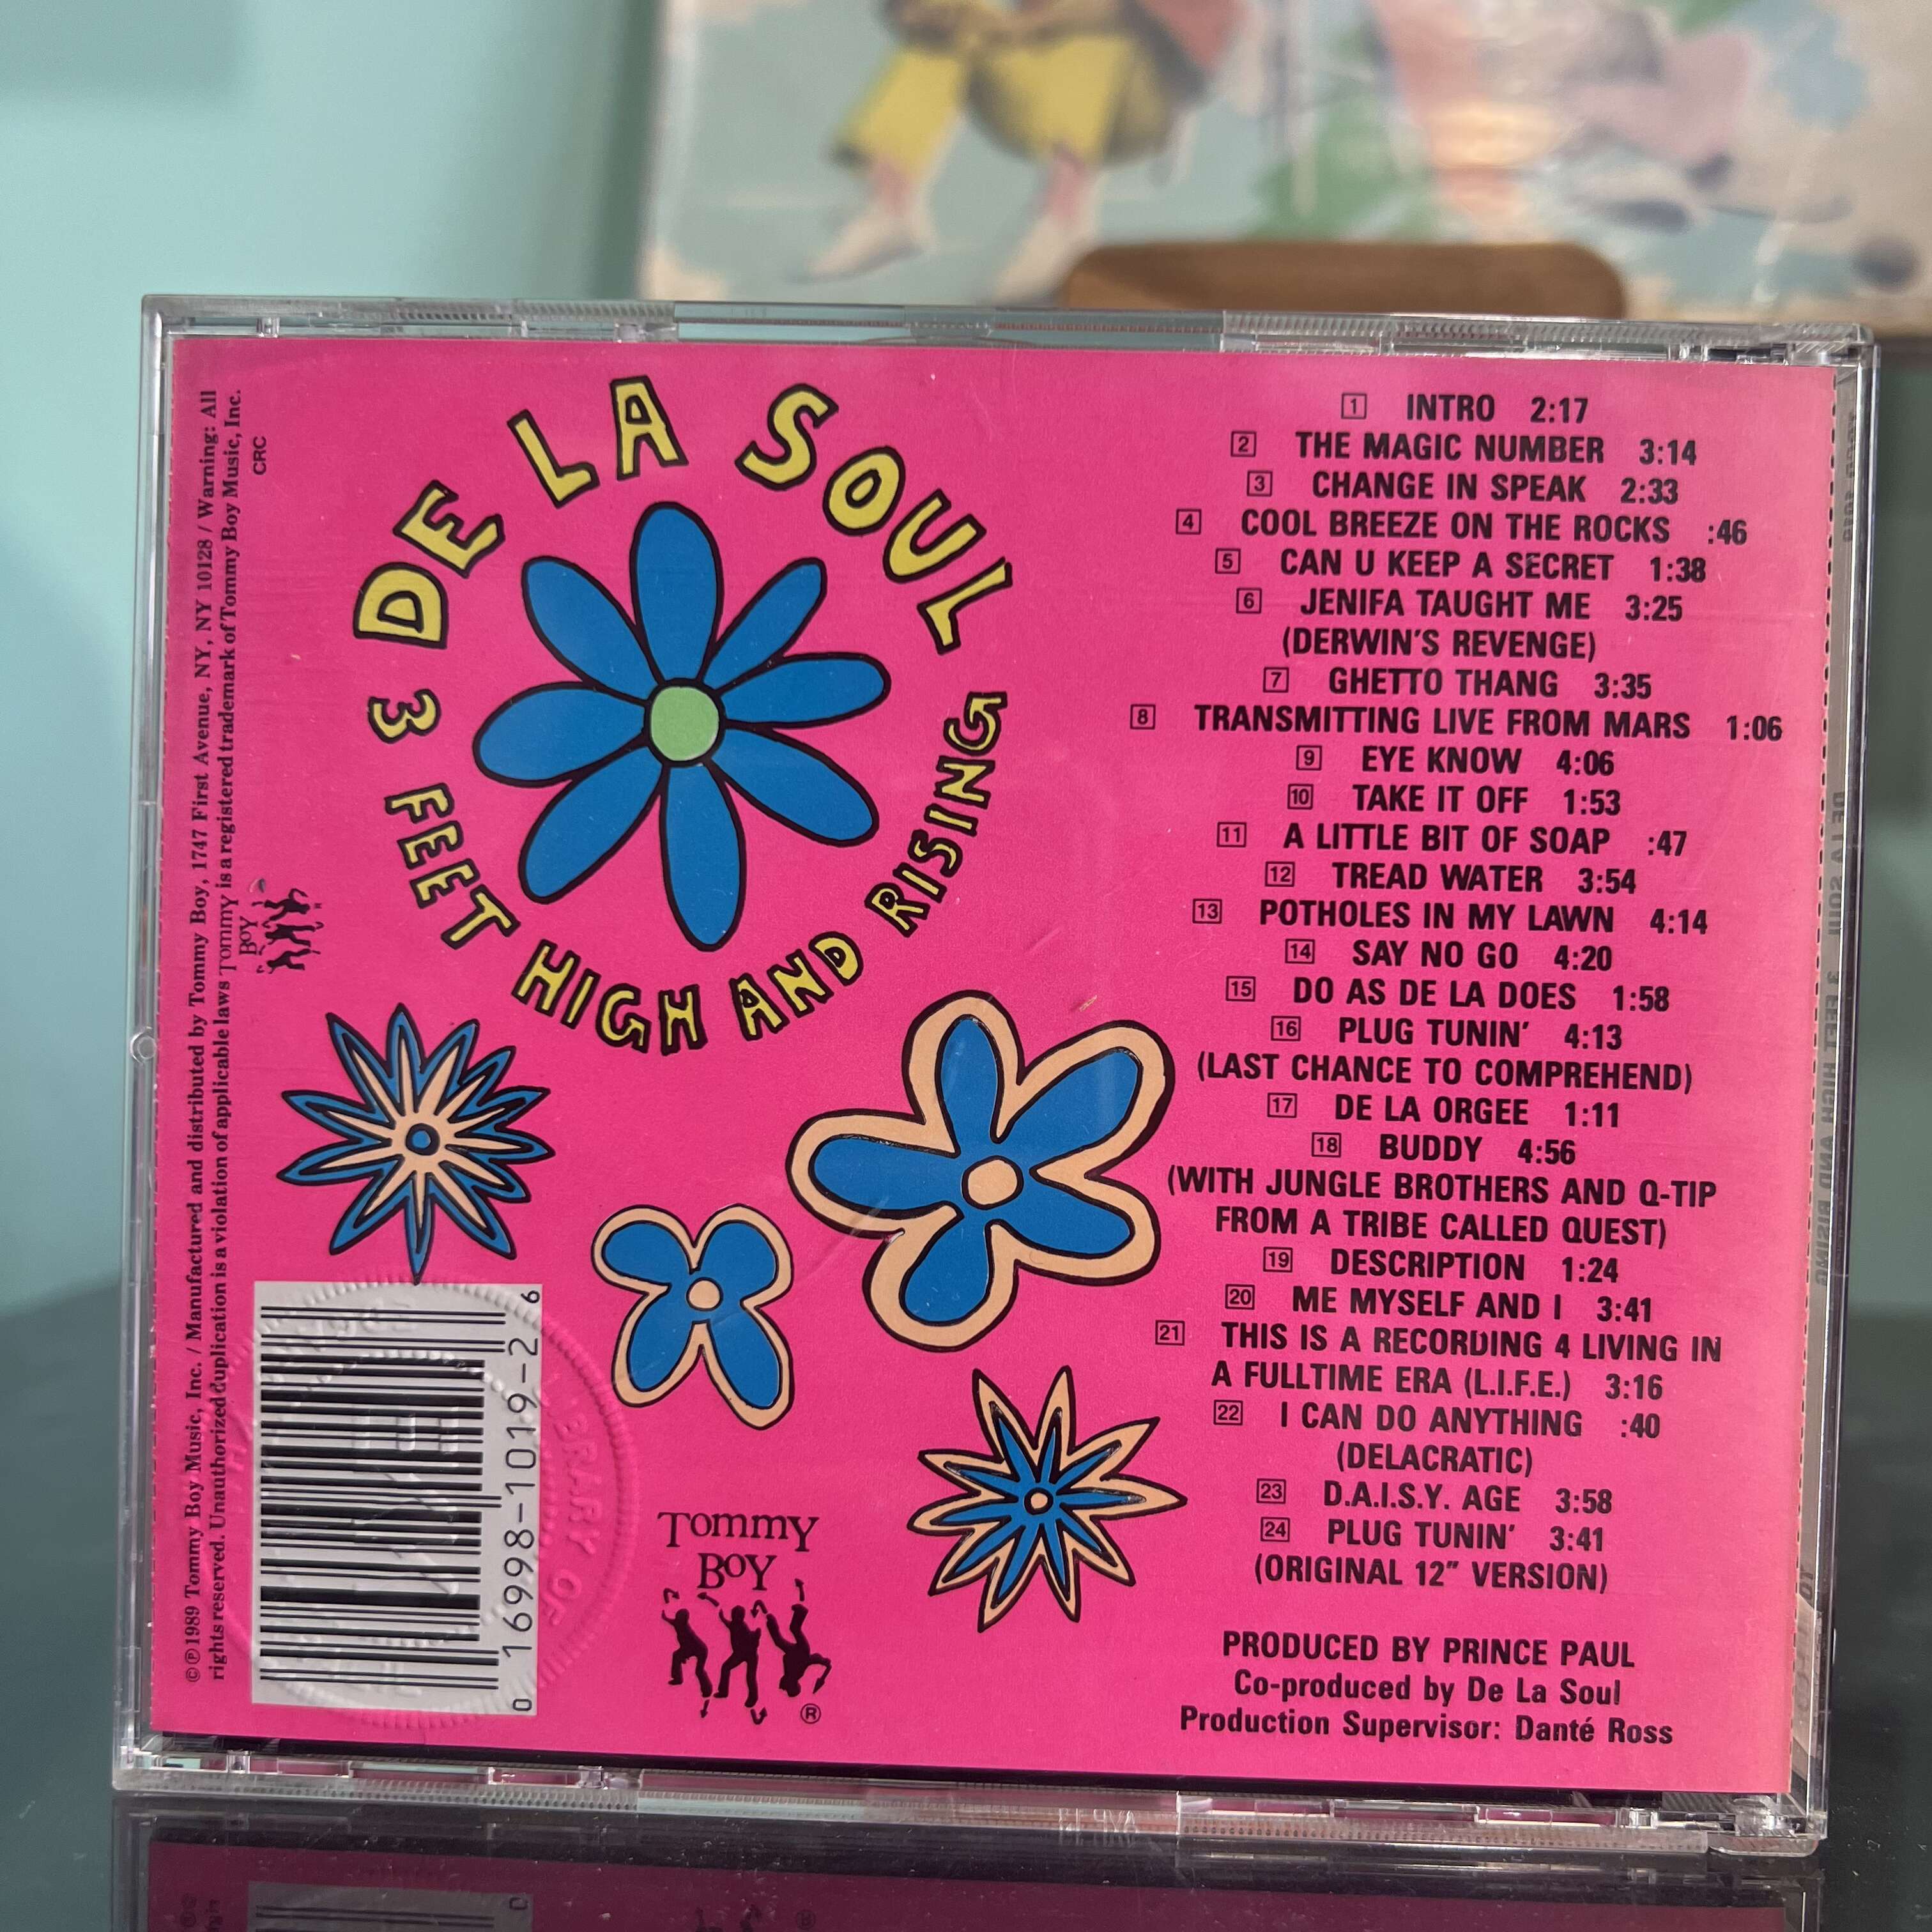 ©℗1989 Tommy Boy Music, Inc. / Manufactured and distributed by Tommy Boy, 1747 First Avenue, NY, NY 10128 / Warning: All
rights reserved. Unauthorized duplication is a violation of applicable laws Tommy is a registered trademark of Tommy Boy Music, Inc.
CRC
BOY
DE LA SOUL
3 FEET HIGH AND RISING
0 16998-1019-2 6
BRARY OF
TOMMY
BOY
®
1 INTRO 2:17
2 THE MAGIC NUMBER 3:14
3 CHANGE IN SPEAK 2:33
4 COOL BREEZE ON THE ROCKS :46
5 CAN U KEEP A SECRET 1:38
6 JENIFA TAUGHT ME 3:25
(DERWIN'S REVENGE)
7 GHETTO THANG 3:35
8 TRANSMITTING LIVE FROM MARS 1:06
9 EYE KNOW 4:06
10 TAKE IT OFF 1:53
11 A LITTLE BIT OF SOAP :47
12 TREAD WATER 3:54
13 POTHOLES IN MY LAWN 4:14
14 SAY NO GO 4:20
15 DO AS DE LA DOES 1:58
16 PLUG TUNIN' 4:13
(LAST CHANCE TO COMPREHEND)
17 DE LA ORGEE 1:11
18 BUDDY 4:56
(WITH JUNGLE BROTHERS AND Q-TIP
FROM A TRIBE CALLED QUEST)
19 DESCRIPTION 1:24
20 ME MYSELF AND I 3:41
21 THIS IS A RECORDING 4 LIVING IN
A FULLTIME ERA (L.I.F.E.) 3:16
22 I CAN DO ANYTHING :40
(DELACRATIC)
23 D.A.I.S.Y. AGE 3:58
24 PLUG TUNIN' 3:41
(ORIGINAL 12" VERSION)
PRODUCED BY PRINCE PAUL
Co-produced by De La Soul
Production Supervisor: Danté Ross
DE LA SOUL 3 FEET HIGH AND RISING